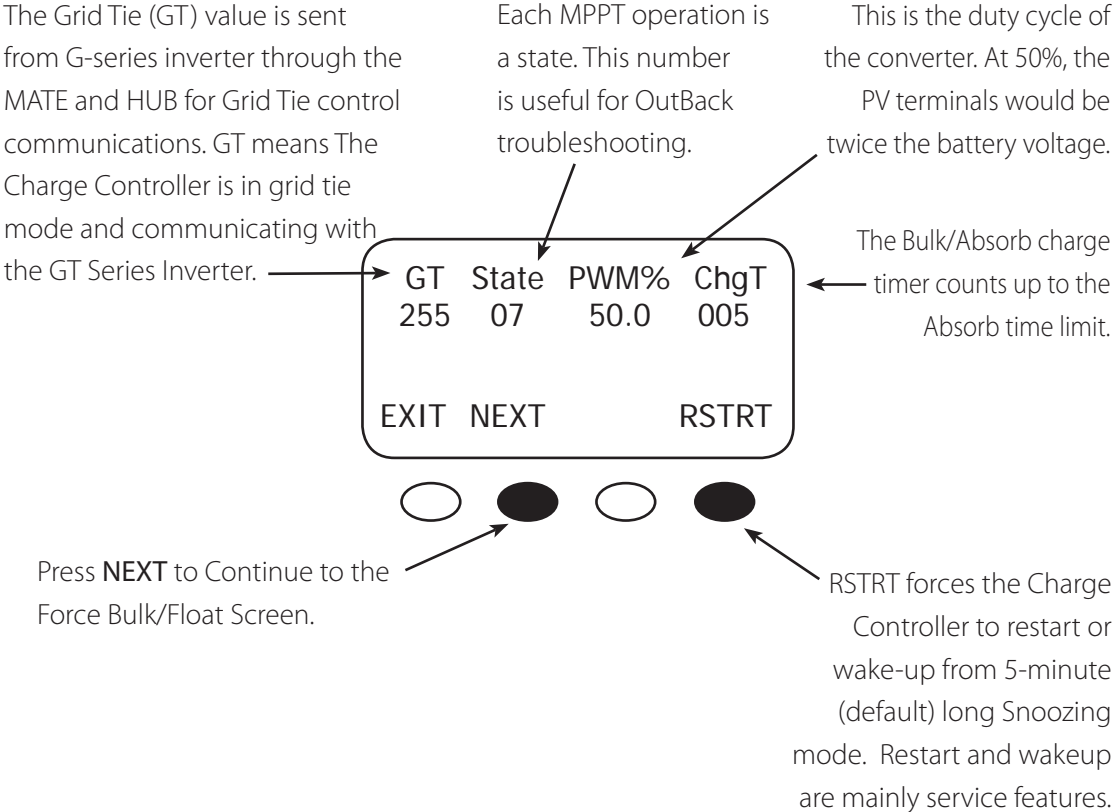 The Grid Tie (GT) value is sent
from G-series inverter through the
MATE and HUB for Grid Tie control
communications. GT means The
Charge Controller is in grid tie
mode and communicating with
the GT Series Inverter.
Each MPPT operation is
a state. This number
is useful for OutBack
troubleshooting.
This is the duty cycle of
the converter. At 50%, the
PV terminals would be
twice the battery voltage.
The Bulk/Absorb charge
timer counts up to the
Absorb time limit.
GT State PWM% ChgT
255 07 50.0 005
EXIT NEXT RSTRT
Press NEXT to Continue to the
Force Bulk/Float Screen.
RSTRT forces the Charge
Controller to restart or
wake-up from 5-minute
(default) long Snoozing
mode. Restart and wakeup
are mainly service features.